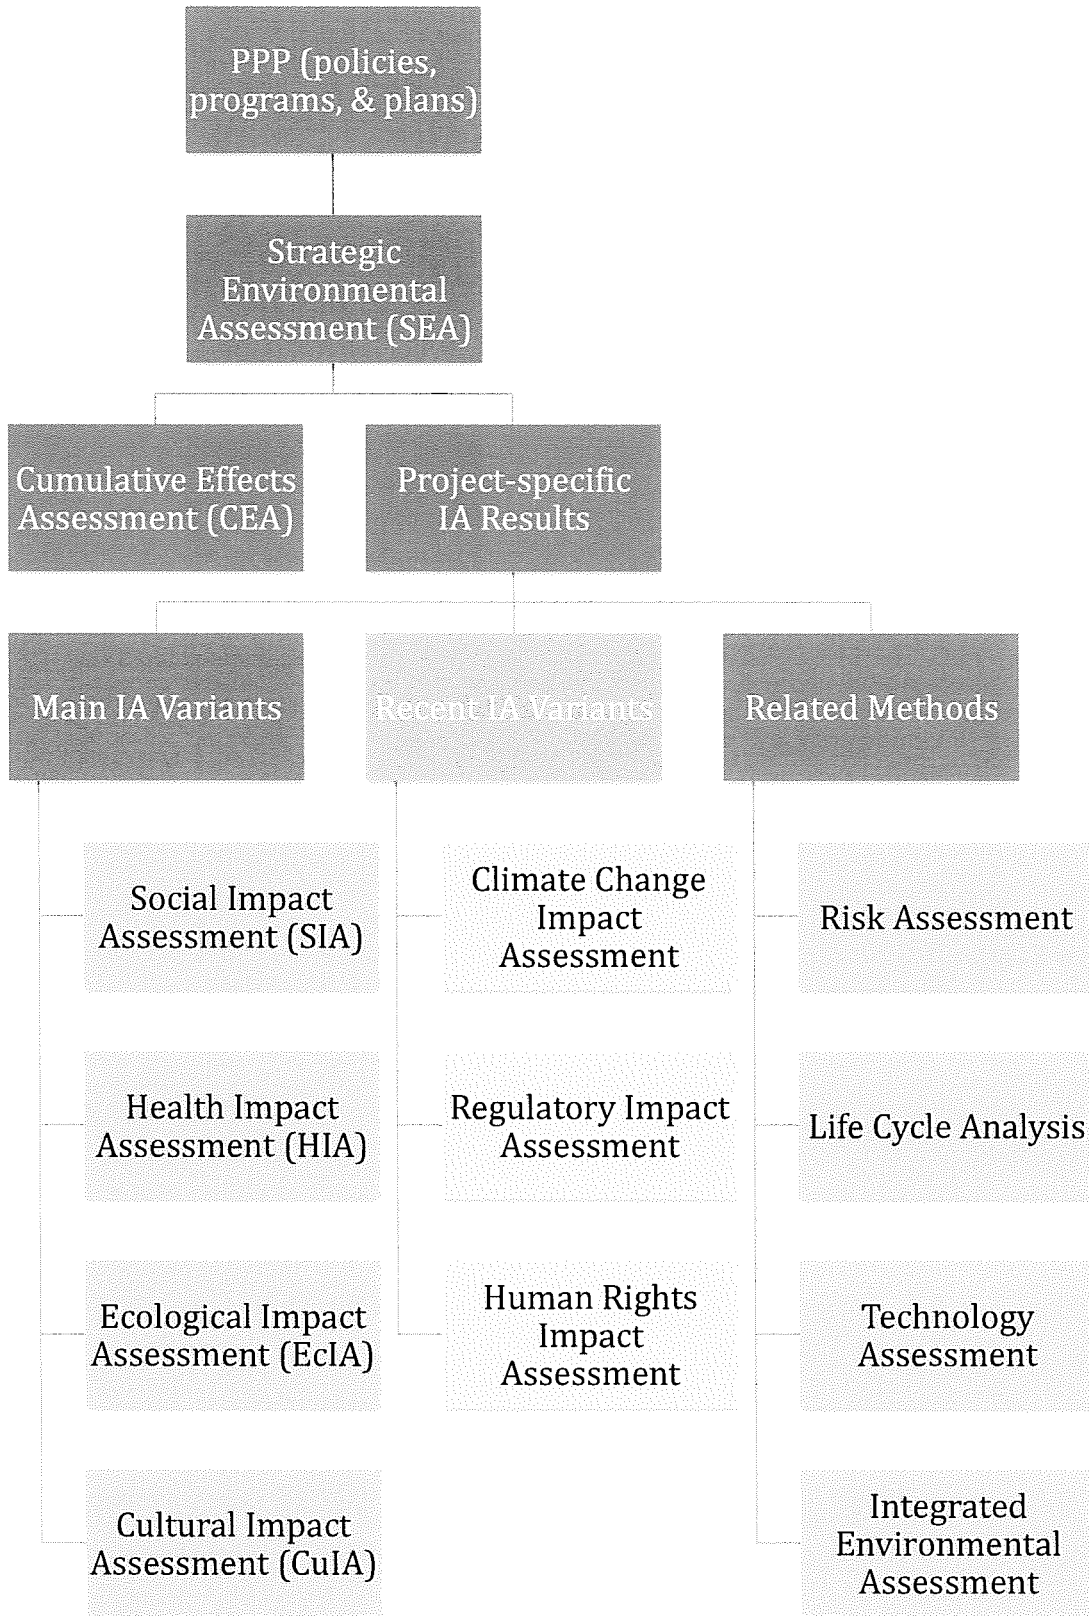 PPP (policies,
programs, & plans)
Strategic
Environmental
Assessment (SEA)
Cumulative Effects
Assessment (CEA)
Project-specific
IA Results
Main IA Variants
Recent IA Variants
Related Methods
Social Impact
Assessment (SIA)
Climate Change
Impact
Assessment
Risk Assessment
Health Impact
Assessment (HIA)
Regulatory Impact
Assessment
Life Cycle Analysis
Ecological Impact
Assessment (EcIA)
Human Rights
Impact
Assessment
Technology
Assessment
Cultural Impact
Assessment (CuIA)
Integrated
Environmental
Assessment